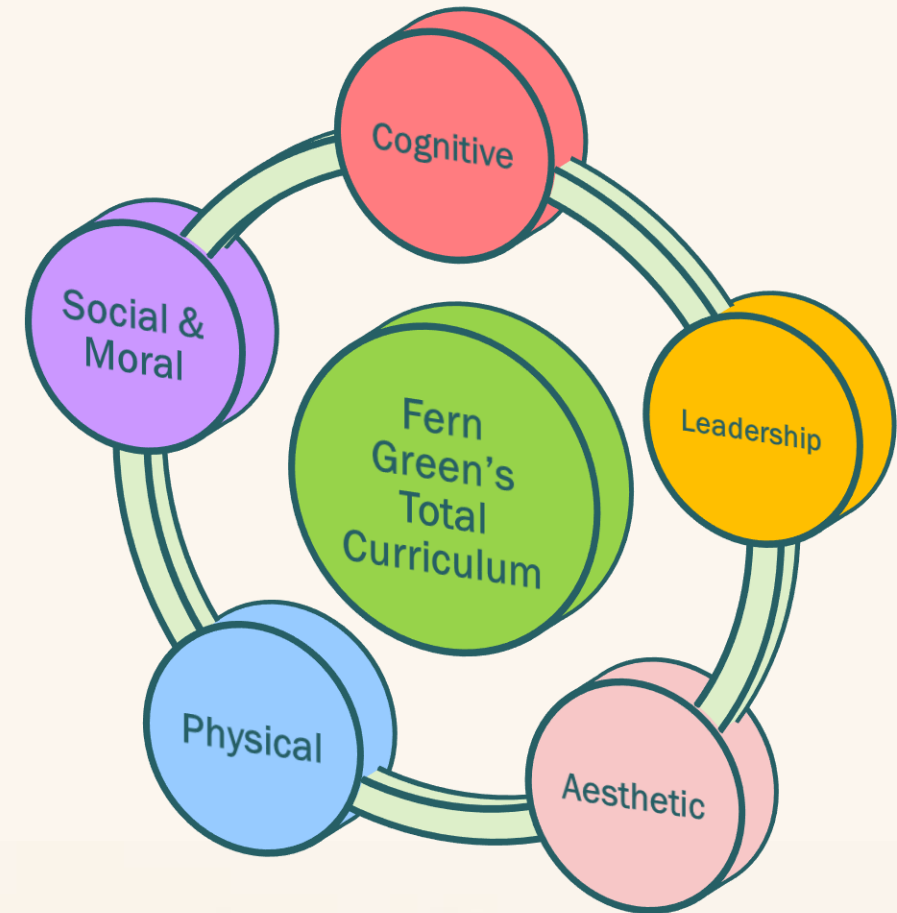 Cognitive
Social &
Moral
Leadership
Fern
Green’s
Total
Curriculum
Physical
Aesthetic